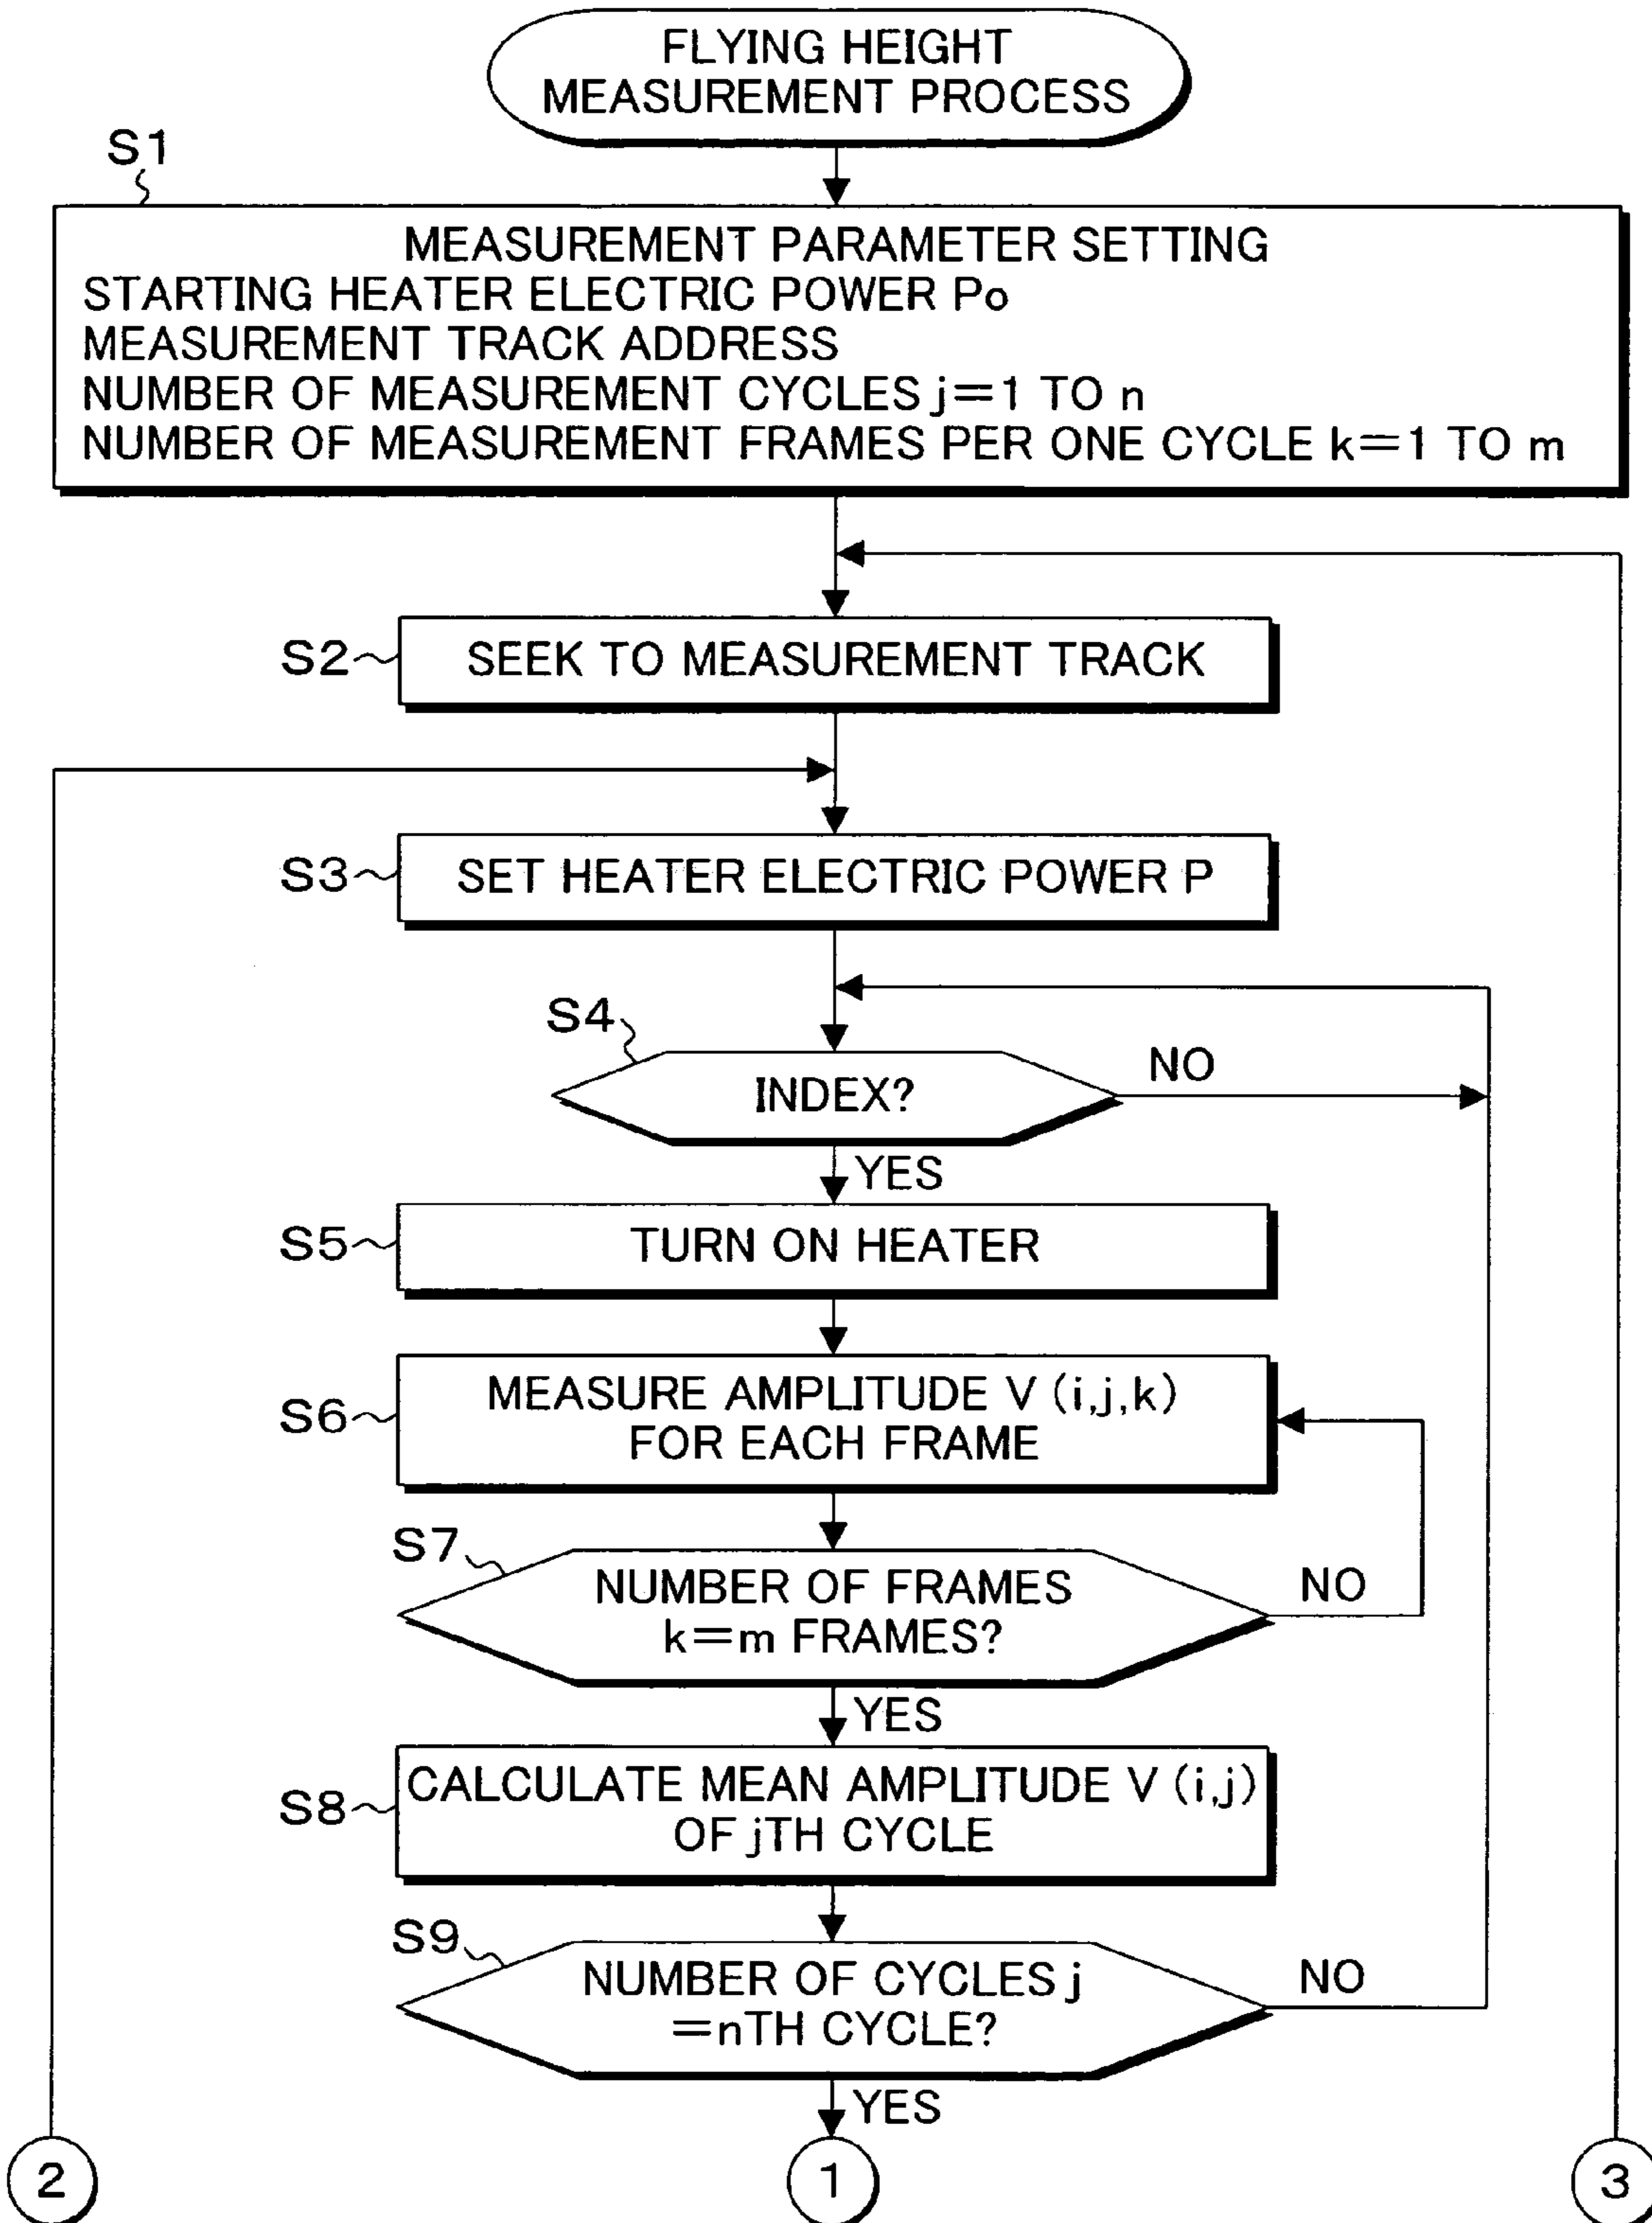 FLYING HEIGHT
MEASUREMENT PROCESS
S1
MEASUREMENT PARAMETER SETTING
STARTING HEATER ELECTRIC POWER Po
MEASUREMENT TRACK ADDRESS
NUMBER OF MEASUREMENT CYCLES j=1 TO n
NUMBER OF MEASUREMENT FRAMES PER ONE CYCLE k=1 TO m
S2
SEEK TO MEASUREMENT TRACK
S3
SET HEATER ELECTRIC POWER P
S4
INDEX?
NO
YES
S5
TURN ON HEATER
S6
MEASURE AMPLITUDE V (i,j,k)
FOR EACH FRAME
S7
NUMBER OF FRAMES
k=m FRAMES?
NO
YES
S8
CALCULATE MEAN AMPLITUDE V (i,j)
OF jTH CYCLE
S9
NUMBER OF CYCLES j
=nTH CYCLE?
NO
YES
2
1
3